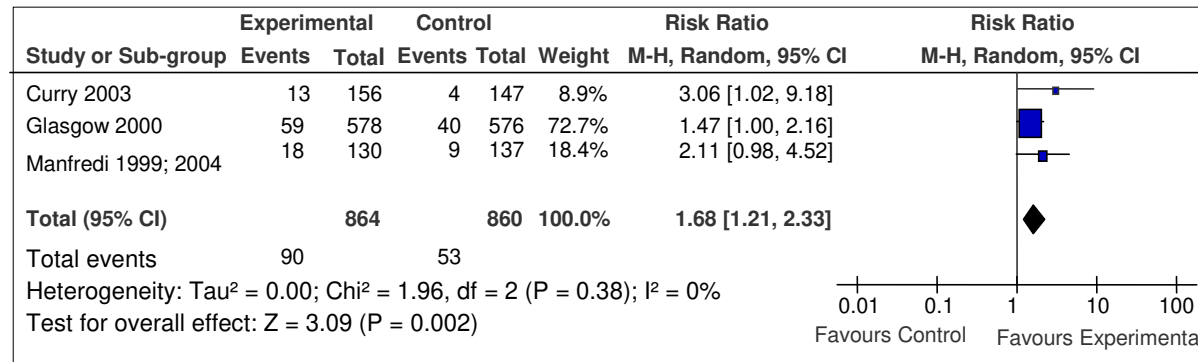 Experimental Control Risk Ratio Risk Ratio
Study or Sub-group Events Total Events Total Weight M-H, Random, 95% CI M-H, Random, 95% CI
Curry 2003 13 156 4 147 8.9% 3.06 [1.02, 9.18]
Glasgow 2000 59 578 40 576 72.7% 1.47 [1.00, 2.16]
Manfredi 1999; 2004 18 130 9 137 18.4% 2.11 [0.98, 4.52]
Total (95% CI) 864 860 100.0% 1.68 [1.21, 2.33]
Total events 90 53
Heterogeneity: Tau² = 0.00; Chi² = 1.96, df = 2 (P = 0.38); I² = 0%
Test for overall effect: Z = 3.09 (P = 0.002)
0.01 0.1 1 10 100
Favours Control Favours Experimenta